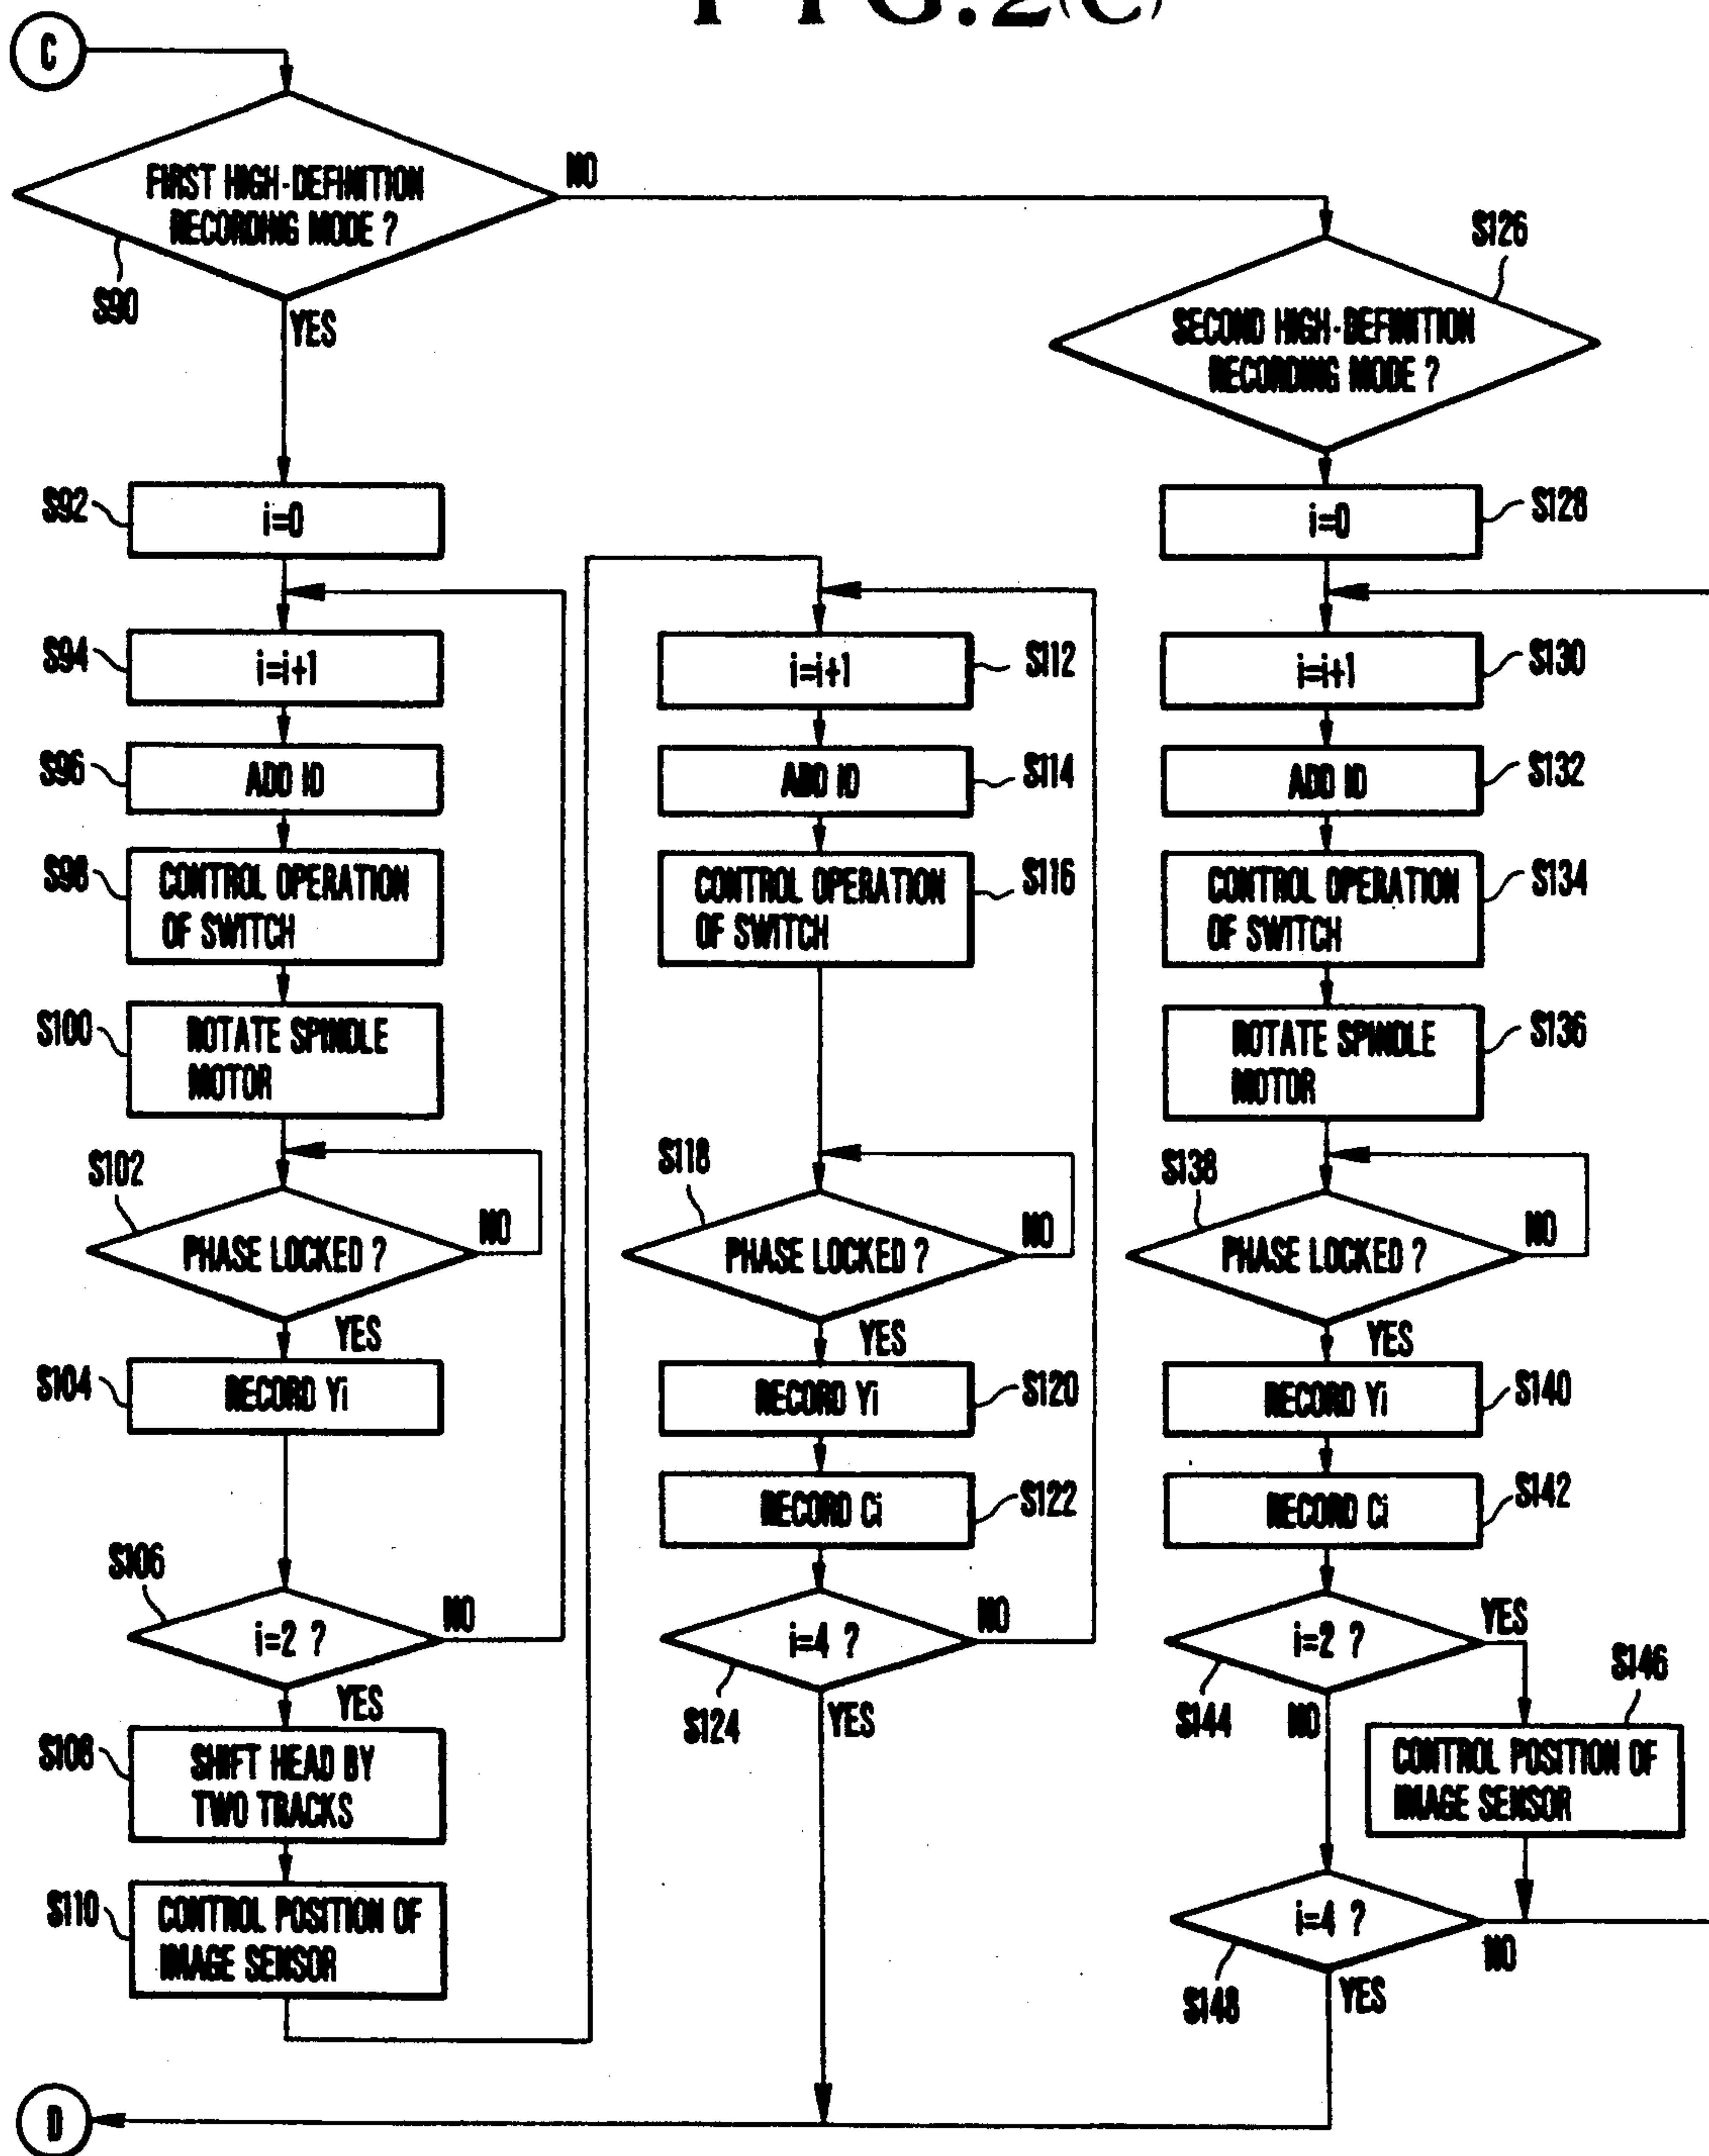 FIG.2(C)
C
FIRST HIGH-DEFINITION
RECORDING MODE ?
NO
S90
YES
S126
SECOND HIGH-DEFINITION
RECORDING MODE ?
S92
i=0
S94
i=i+1
S96
ADD ID
S98
CONTROL OPERATION
OF SWITCH
S100
ROTATE SPINDLE
MOTOR
S102
PHASE LOCKED ?
NO
YES
S104
RECORD Yi
S106
i=2 ?
NO
YES
S108
SHIFT HEAD BY
TWO TRACKS
S110
CONTROL POSITION OF
IMAGE SENSOR
i=i+1
S112
ADD ID
S114
CONTROL OPERATION
OF SWITCH
S116
S118
PHASE LOCKED ?
NO
YES
RECORD Yi
S120
RECORD Ci
S122
i=4 ?
NO
S124
YES
i=0
S128
i=i+1
S130
ADD ID
S132
CONTROL OPERATION
OF SWITCH
S134
ROTATE SPINDLE
MOTOR
S136
S138
PHASE LOCKED ?
NO
YES
RECORD Yi
S140
RECORD Ci
S142
i=2 ?
YES
S144
NO
S146
CONTROL POSITION OF
IMAGE SENSOR
i=4 ?
NO
S148
YES
D